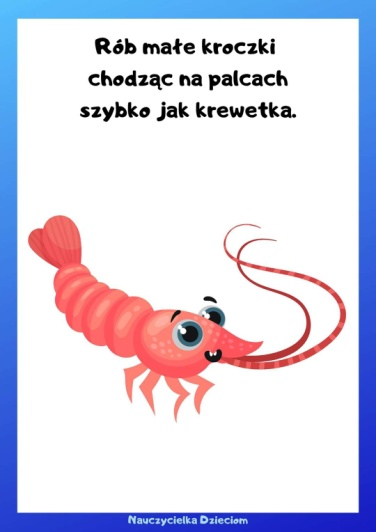 Rób małe kroczki
chodząc na palcach
szybko jak krewetka.
Nauczycielka Dzieciom